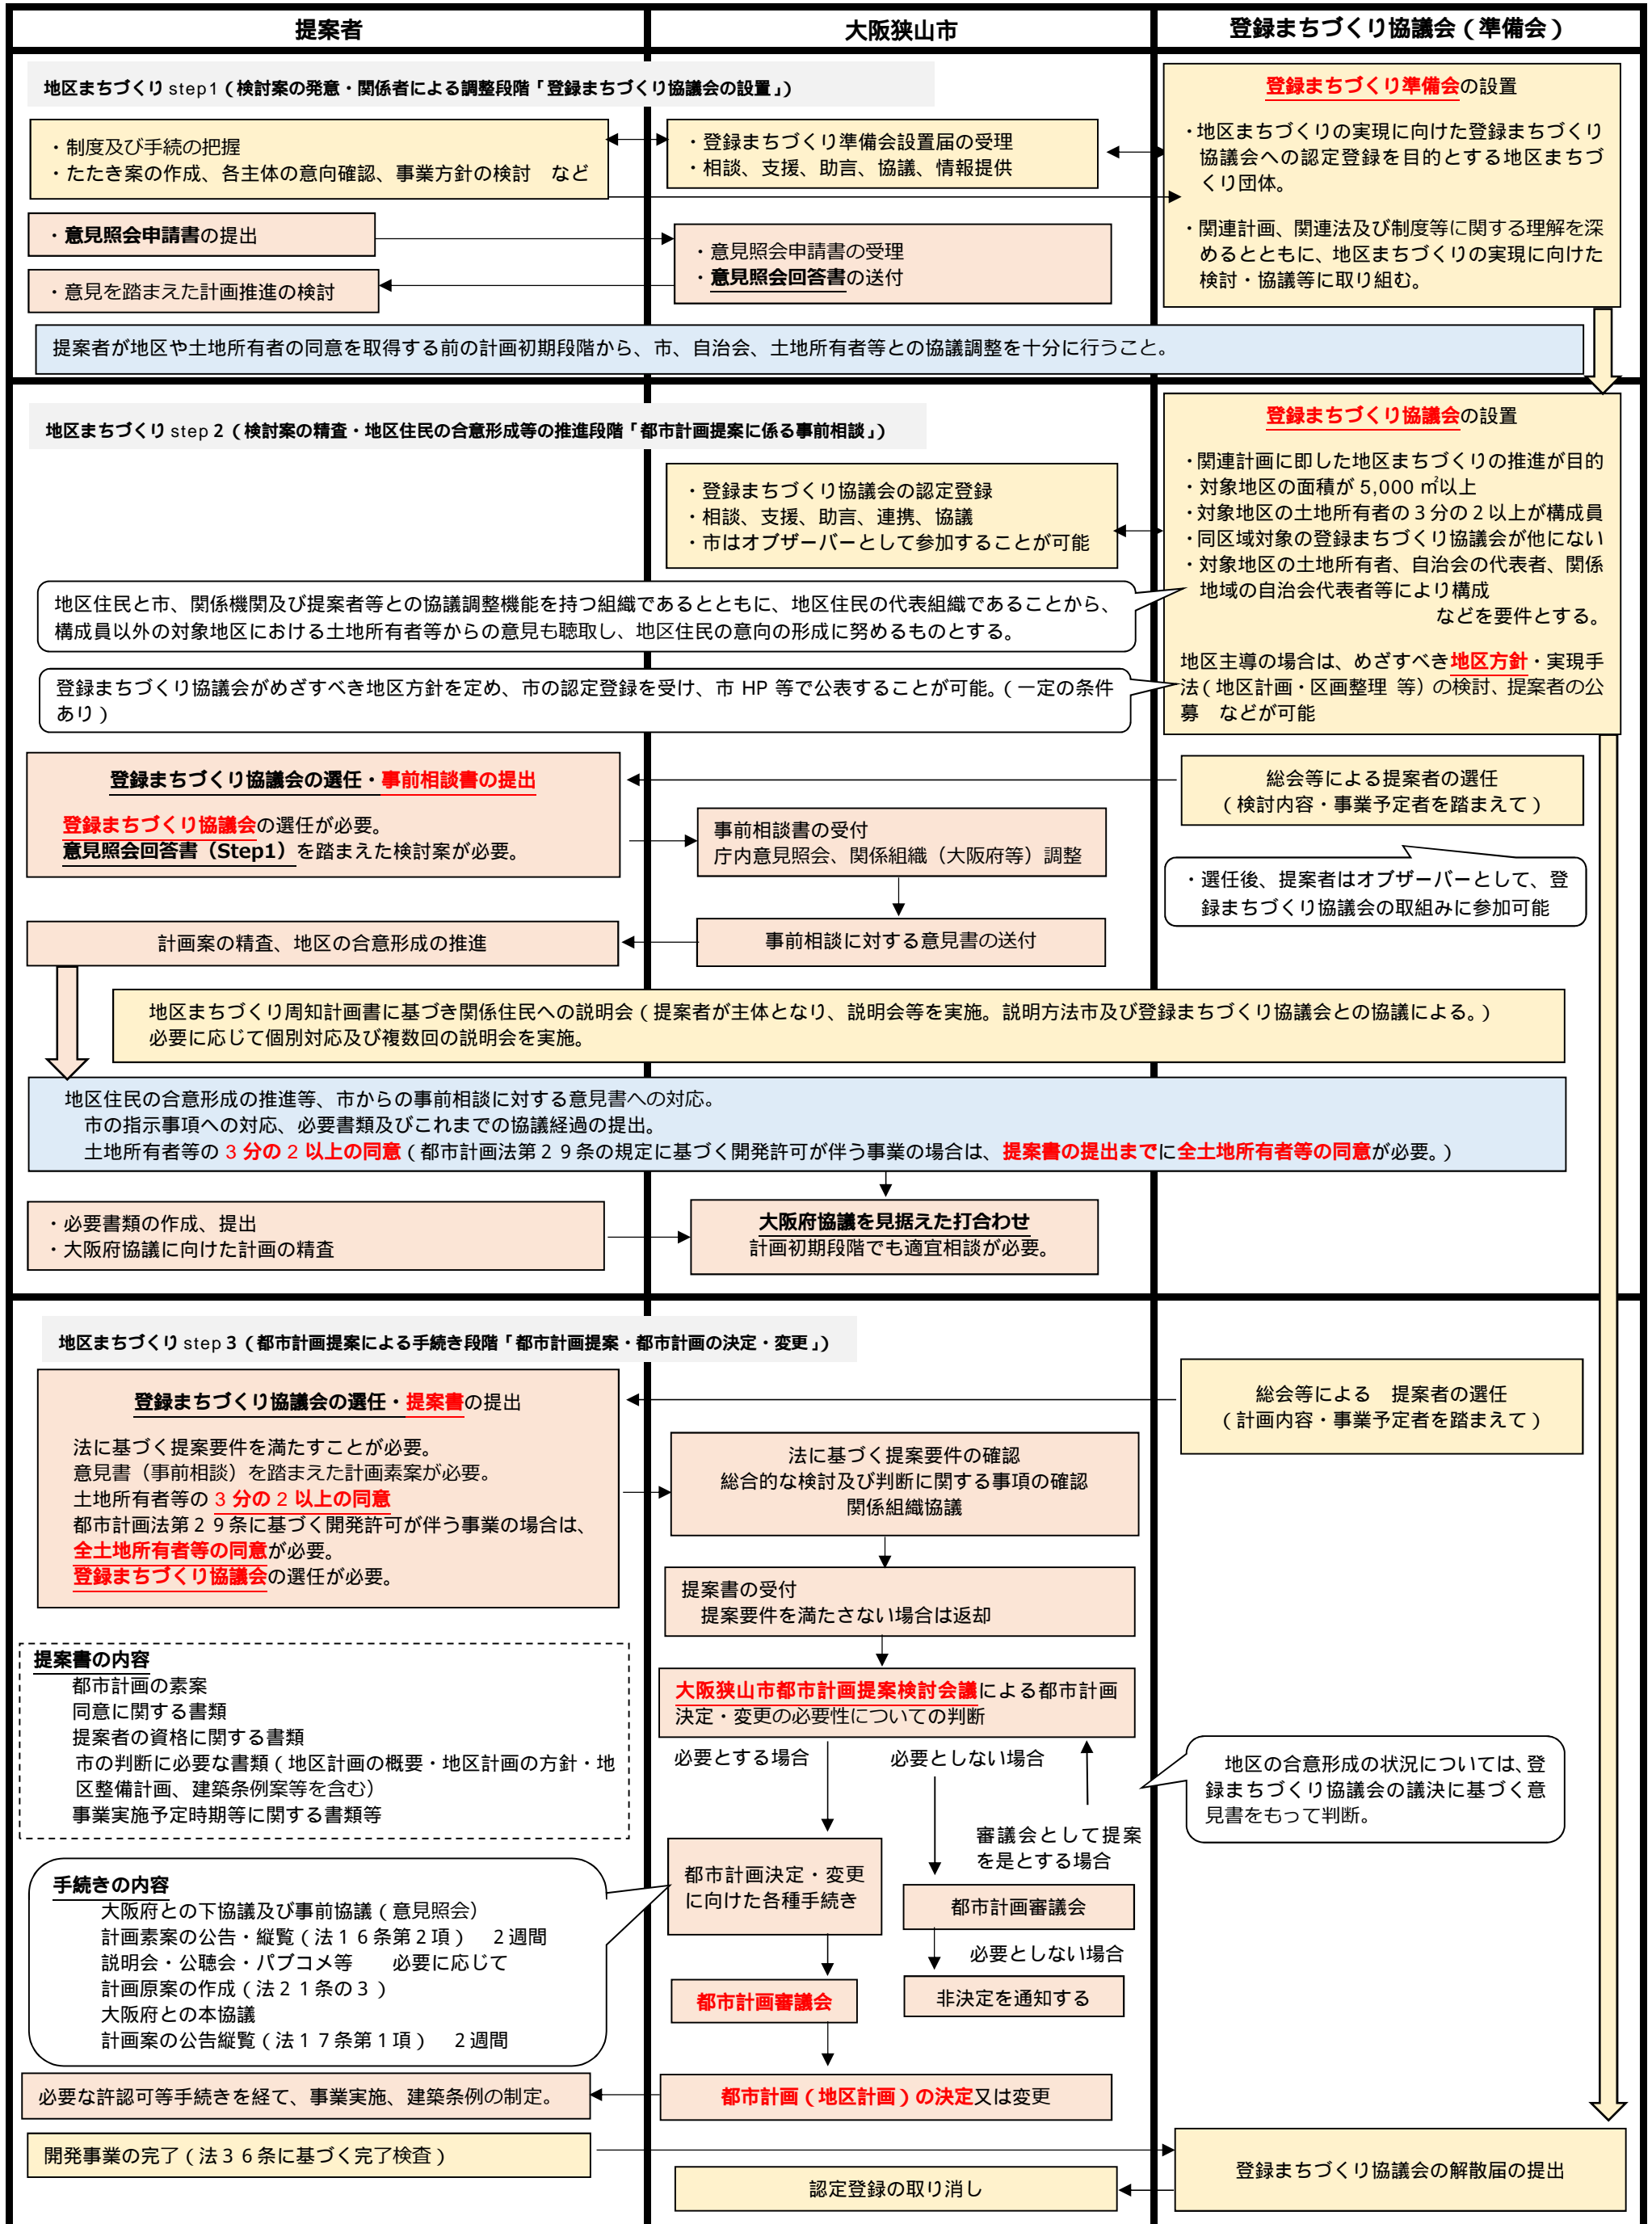 提案者
大阪狭山市
登録まちづくり協議会(準備会)
地区まちづくり step1(検討案の発意・関係者による調整段階「登録まちづくり協議会の設置」)
・制度及び手続の把握
・たたき案の作成、各主体の意向確認、事業方針の検討 など
・登録まちづくり準備会設置届の受理
・相談、支援、助言、協議、情報提供
登録まちづくり準備会の設置
・地区まちづくりの実現に向けた登録まちづくり
協議会への認定登録を目的とする地区まちづ
くり団体。
・関連計画、関連法及び制度等に関する理解を深
めるとともに、地区まちづくりの実現に向けた
検討・協議等に取り組む。
・意見照会申請書の提出
・意見照会申請書の受理
・意見照会回答書の送付
・意見を踏まえた計画推進の検討
提案者が地区や土地所有者の同意を取得する前の計画初期段階から、市、自治会、土地所有者等との協議調整を十分に行うこと。
地区まちづくり step2(検討案の精査・地区住民の合意形成等の推進段階「都市計画提案に係る事前相談」)
・登録まちづくり協議会の認定登録
・相談、支援、助言、連携、協議
・市はオブザーバーとして参加することが可能
登録まちづくり協議会の設置
・関連計画に即した地区まちづくりの推進が目的
・対象地区の面積が 5,000 ㎡以上
・対象地区の土地所有者の3分の2以上が構成員
・同区域対象の登録まちづくり協議会が他にない
・対象地区の土地所有者、自治会の代表者、関係
地域の自治会代表者等により構成
などを要件とする。
地区主導の場合は、めざすべき地区方針・実現手
法(地区計画・区画整理 等)の検討、提案者の公
募 などが可能
地区住民と市、関係機関及び提案者等との協議調整機能を持つ組織であるとともに、地区住民の代表組織であることから、
構成員以外の対象地区における土地所有者等からの意見も聴取し、地区住民の意向の形成に努めるものとする。
登録まちづくり協議会がめざすべき地区方針を定め、市の認定登録を受け、市 HP 等で公表することが可能。(一定の条件
あり)
登録まちづくり協議会の選任・事前相談書の提出
登録まちづくり協議会の選任が必要。
意見照会回答書(Step1)を踏まえた検討案が必要。
総会等による提案者の選任
(検討内容・事業予定者を踏まえて)
事前相談書の受付
庁内意見照会、関係組織(大阪府等)調整
・選任後、提案者はオブザーバーとして、登
録まちづくり協議会の取組みに参加可能
計画案の精査、地区の合意形成の推進
事前相談に対する意見書の送付
地区まちづくり周知計画書に基づき関係住民への説明会(提案者が主体となり、説明会等を実施。説明方法市及び登録まちづくり協議会との協議による。)
必要に応じて個別対応及び複数回の説明会を実施。
地区住民の合意形成の推進等、市からの事前相談に対する意見書への対応。
市の指示事項への対応、必要書類及びこれまでの協議経過の提出。
土地所有者等の3分の2以上の同意(都市計画法第29条の規定に基づく開発許可が伴う事業の場合は、提案書の提出までに全土地所有者等の同意が必要。)
・必要書類の作成、提出
・大阪府協議に向けた計画の精査
大阪府協議を見据えた打合わせ
計画初期段階でも適宜相談が必要。
地区まちづくり step3(都市計画提案による手続き段階「都市計画提案・都市計画の決定・変更」)
登録まちづくり協議会の選任・提案書の提出
法に基づく提案要件を満たすことが必要。
意見書(事前相談)を踏まえた計画素案が必要。
土地所有者等の3分の2以上の同意
都市計画法第29条に基づく開発許可が伴う事業の場合は、
全土地所有者等の同意が必要。
登録まちづくり協議会の選任が必要。
総会等による 提案者の選任
(計画内容・事業予定者を踏まえて)
法に基づく提案要件の確認
総合的な検討及び判断に関する事項の確認
関係組織協議
提案書の受付
提案要件を満たさない場合は返却
提案書の内容
都市計画の素案
同意に関する書類
提案者の資格に関する書類
市の判断に必要な書類(地区計画の概要・地区計画の方針・地
区整備計画、建築条例案等を含む)
事業実施予定時期等に関する書類等
大阪狭山市都市計画提案検討会議による都市計画
決定・変更の必要性についての判断
必要とする場合
必要としない場合
地区の合意形成の状況については、登
録まちづくり協議会の議決に基づく意
見書をもって判断。
審議会として提案
を是とする場合
手続きの内容
大阪府との下協議及び事前協議(意見照会)
計画素案の公告・縦覧(法16条第2項) 2週間
説明会・公聴会・パブコメ等 必要に応じて
計画原案の作成(法21条の3)
大阪府との本協議
計画案の公告縦覧(法17条第1項) 2週間
都市計画決定・変更
に向けた各種手続き
都市計画審議会
必要としない場合
都市計画審議会
非決定を通知する
必要な許認可等手続きを経て、事業実施、建築条例の制定。
都市計画(地区計画)の決定又は変更
開発事業の完了(法36条に基づく完了検査)
登録まちづくり協議会の解散届の提出
認定登録の取り消し